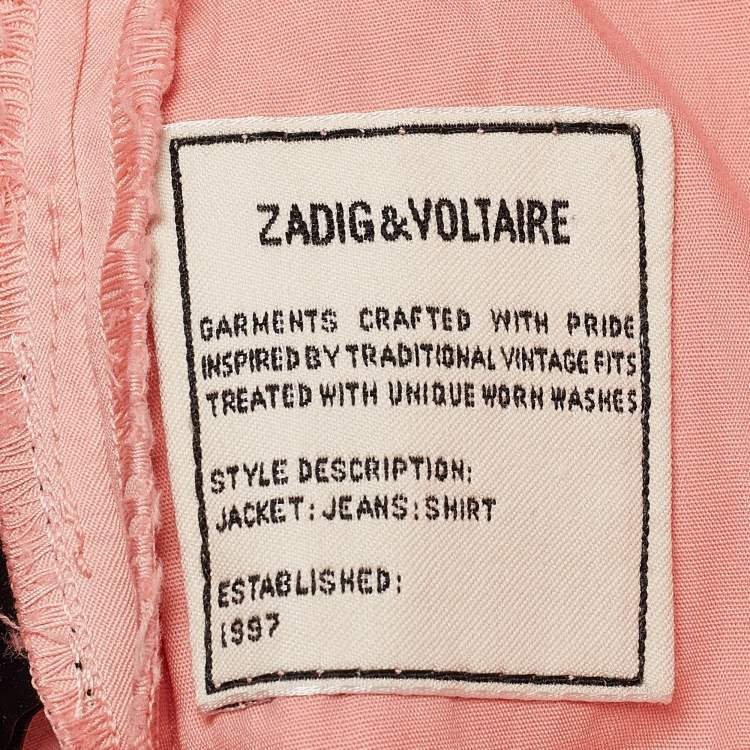 ZADIG&VOLTAIRE
GARMENTS CRAFTED WITH PRIDE
INSPIRED BY TRADITIONAL VINTAGE FITS
TREATED WITH UNIQUE WORN WASHES
STYLE DESCRIPTION:
JACKET:JEANS:SHIRT
ESTABLISHED:
1997